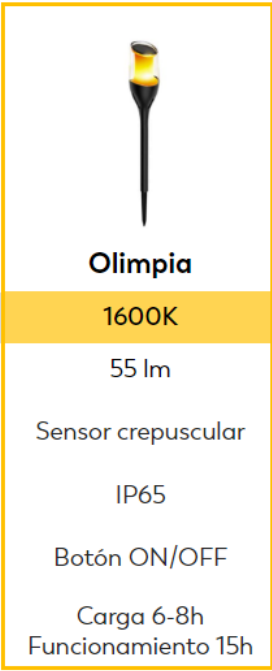 Olimpia
1600K
55 lm
Sensor crepuscular
IP65
Botón ON/OFF
Carga 6-8h
Funcionamiento 15h